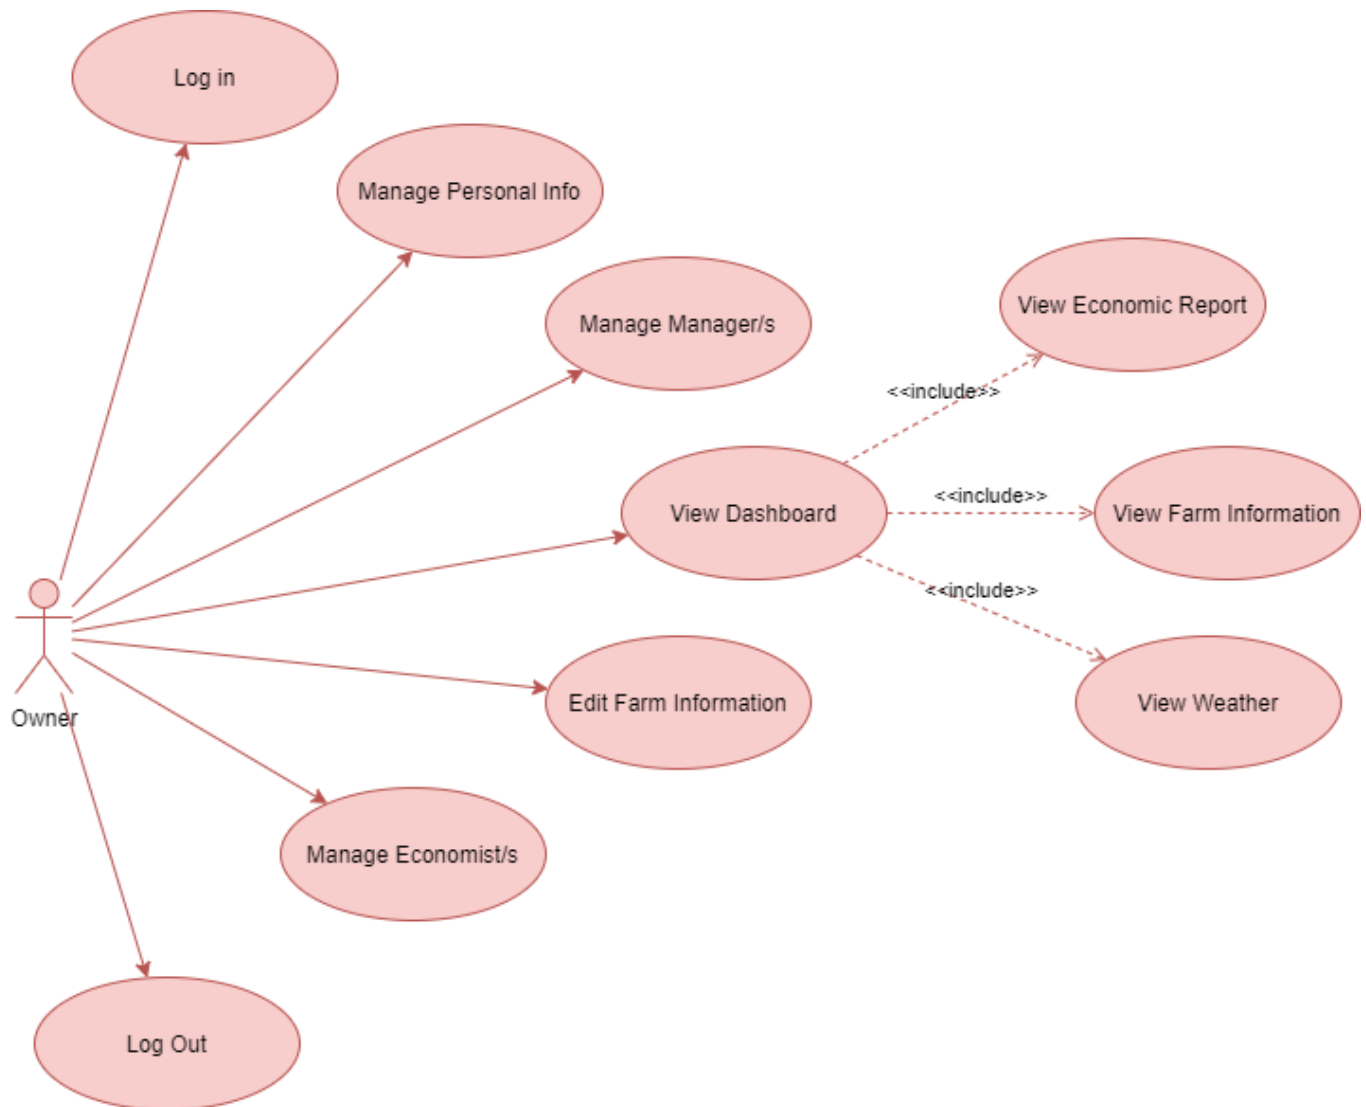 Log in
Manage Personal Info
Manage Manager/s
View Economic Report
<<include>>
View Dashboard
<<include>>
View Farm Information
<<include>>
Edit Farm Information
View Weather
Owner
Manage Economist/s
Log Out